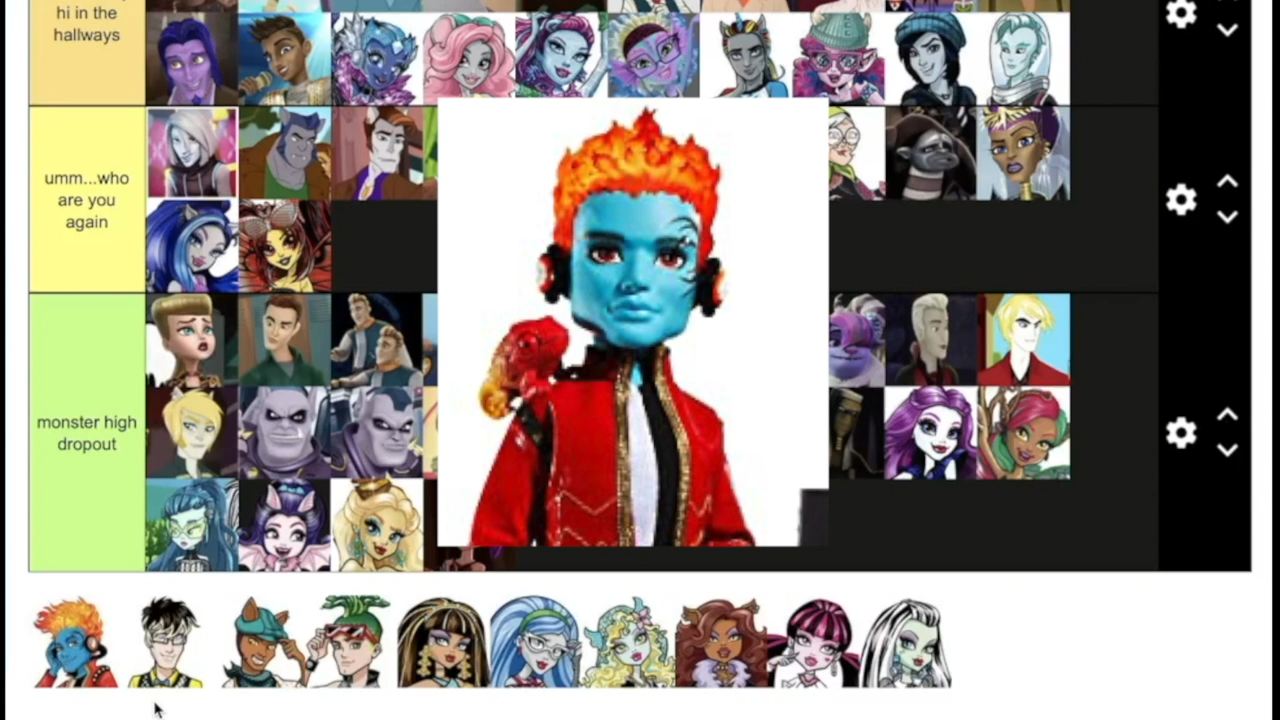 hi in the
hallways
umm...who
are you
again
monster high
dropout